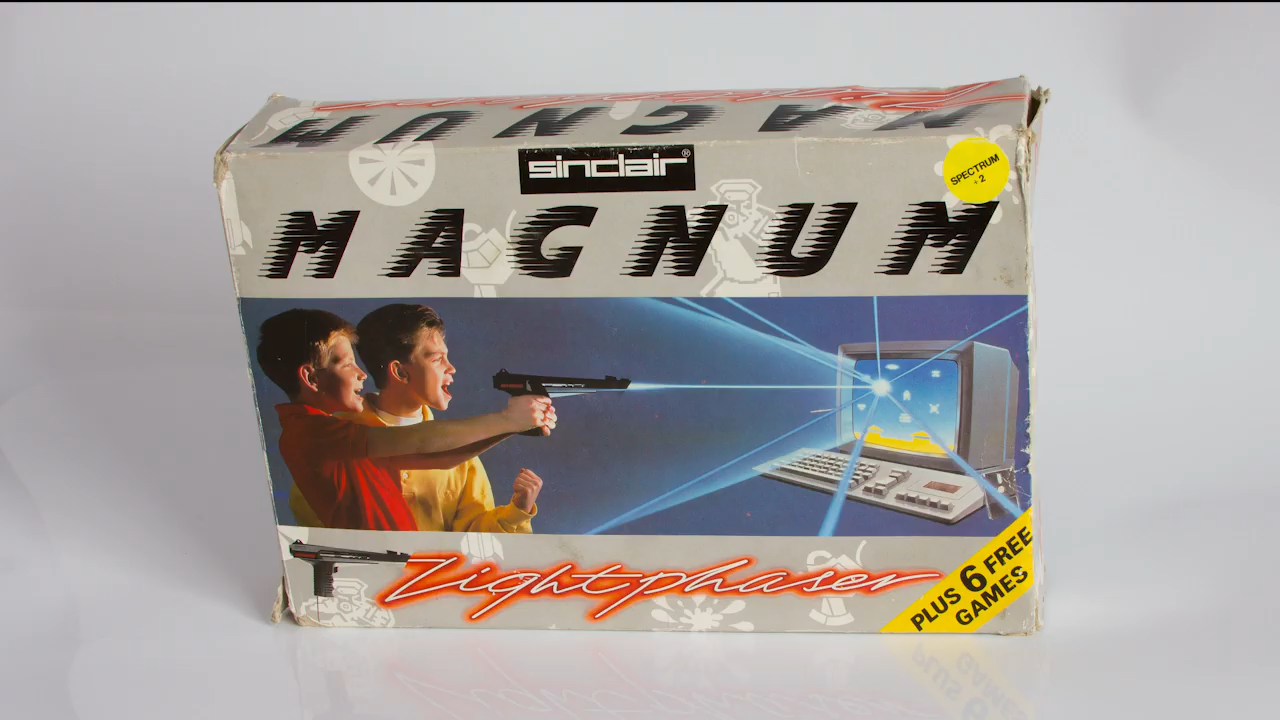 MAGNUM
sinclair®
SPECTRUM
+2
MAGNUM
Lightphaser
PLUS 6 FREE
GAMES